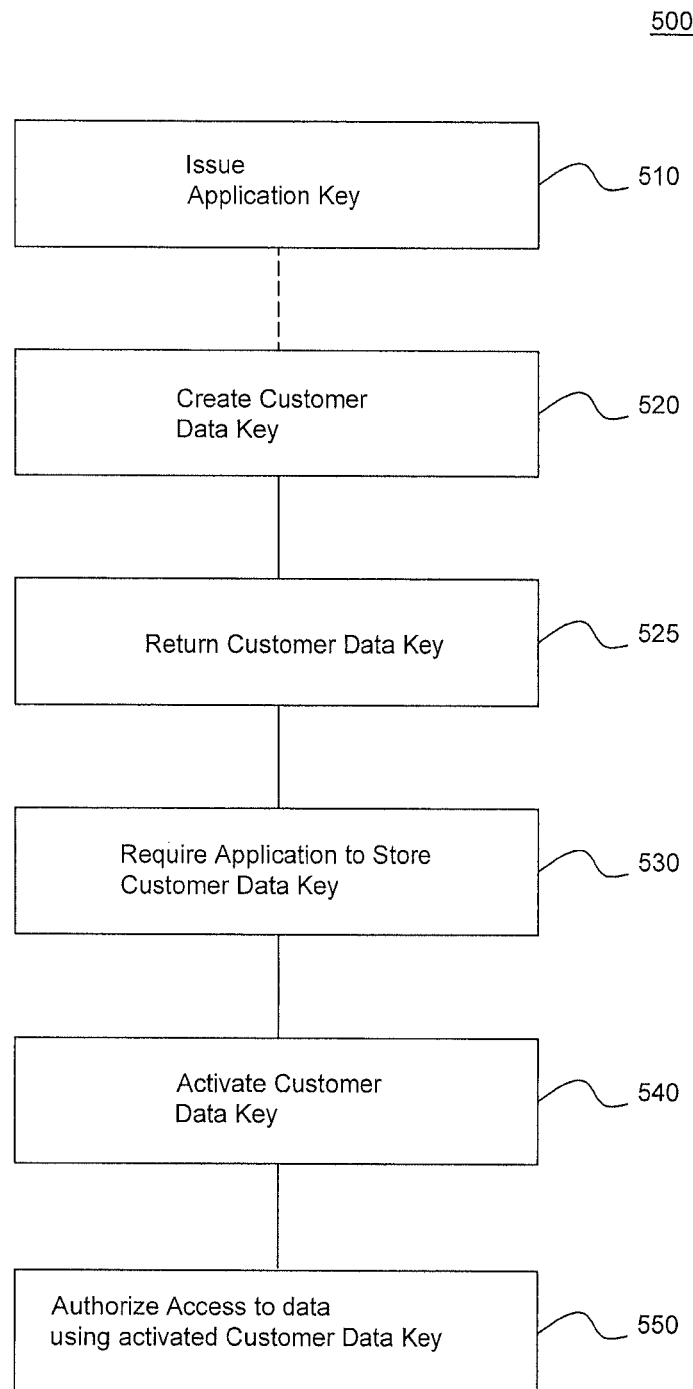 500
Issue
Application Key
510
Create Customer
Data Key
520
Return Customer Data Key
525
Require Application to Store
Customer Data Key
530
Activate Customer
Data Key
540
Authorize Access to data
using activated Customer Data Key
550